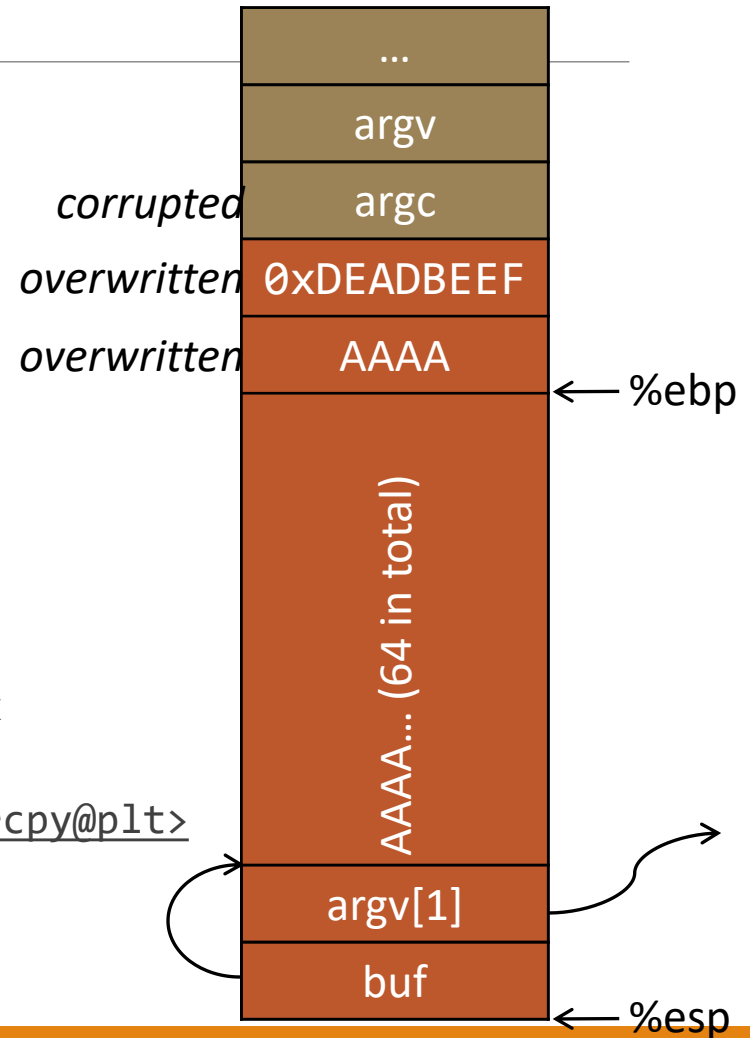 ...
argv
corrupted argc
overwritten 0xDEADBEEF
overwritten AAAA
%ebp
AAAA... (64 in total)
cpy@plt>
argv[1]
buf
%esp